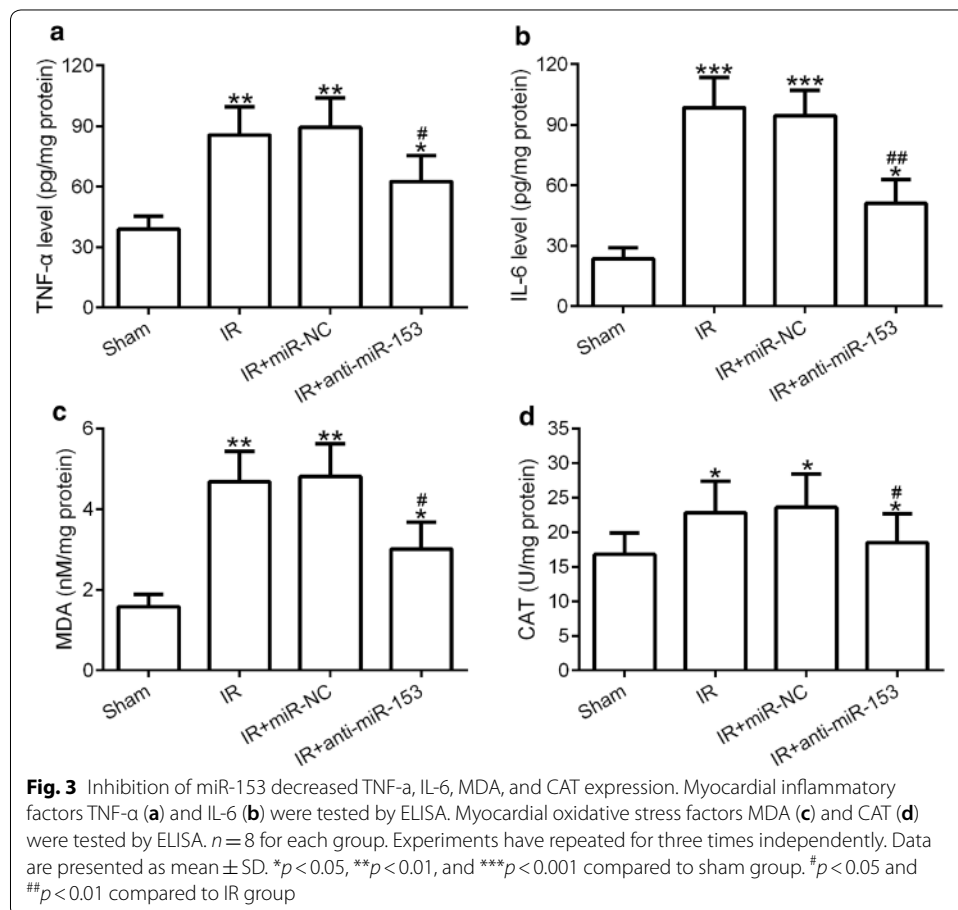 a
TNF-α level (pg/mg protein)
120
90
60
30
0
**
**
#
*
Sham
IR
IR+miR-NC
IR+anti-miR-153
b
IL-6 level (pg/mg protein)
120
90
60
30
0
***
***
##
*
Sham
IR
IR+miR-NC
IR+anti-miR-153
c
MDA (nM/mg protein)
6
4
2
0
**
**
#
*
Sham
IR
IR+miR-NC
IR+anti-miR-153
d
CAT (U/mg protein)
35
30
25
20
15
10
5
0
*
*
#
*
Sham
IR
IR+miR-NC
IR+anti-miR-153
Fig. 3 Inhibition of miR-153 decreased TNF-a, IL-6, MDA, and CAT expression. Myocardial inflammatory
factors TNF-α (a) and IL-6 (b) were tested by ELISA. Myocardial oxidative stress factors MDA (c) and CAT (d)
were tested by ELISA. n = 8 for each group. Experiments have repeated for three times independently. Data
are presented as mean ± SD. *p < 0.05, **p < 0.01, and ***p < 0.001 compared to sham group. #p < 0.05 and
##p < 0.01 compared to IR group